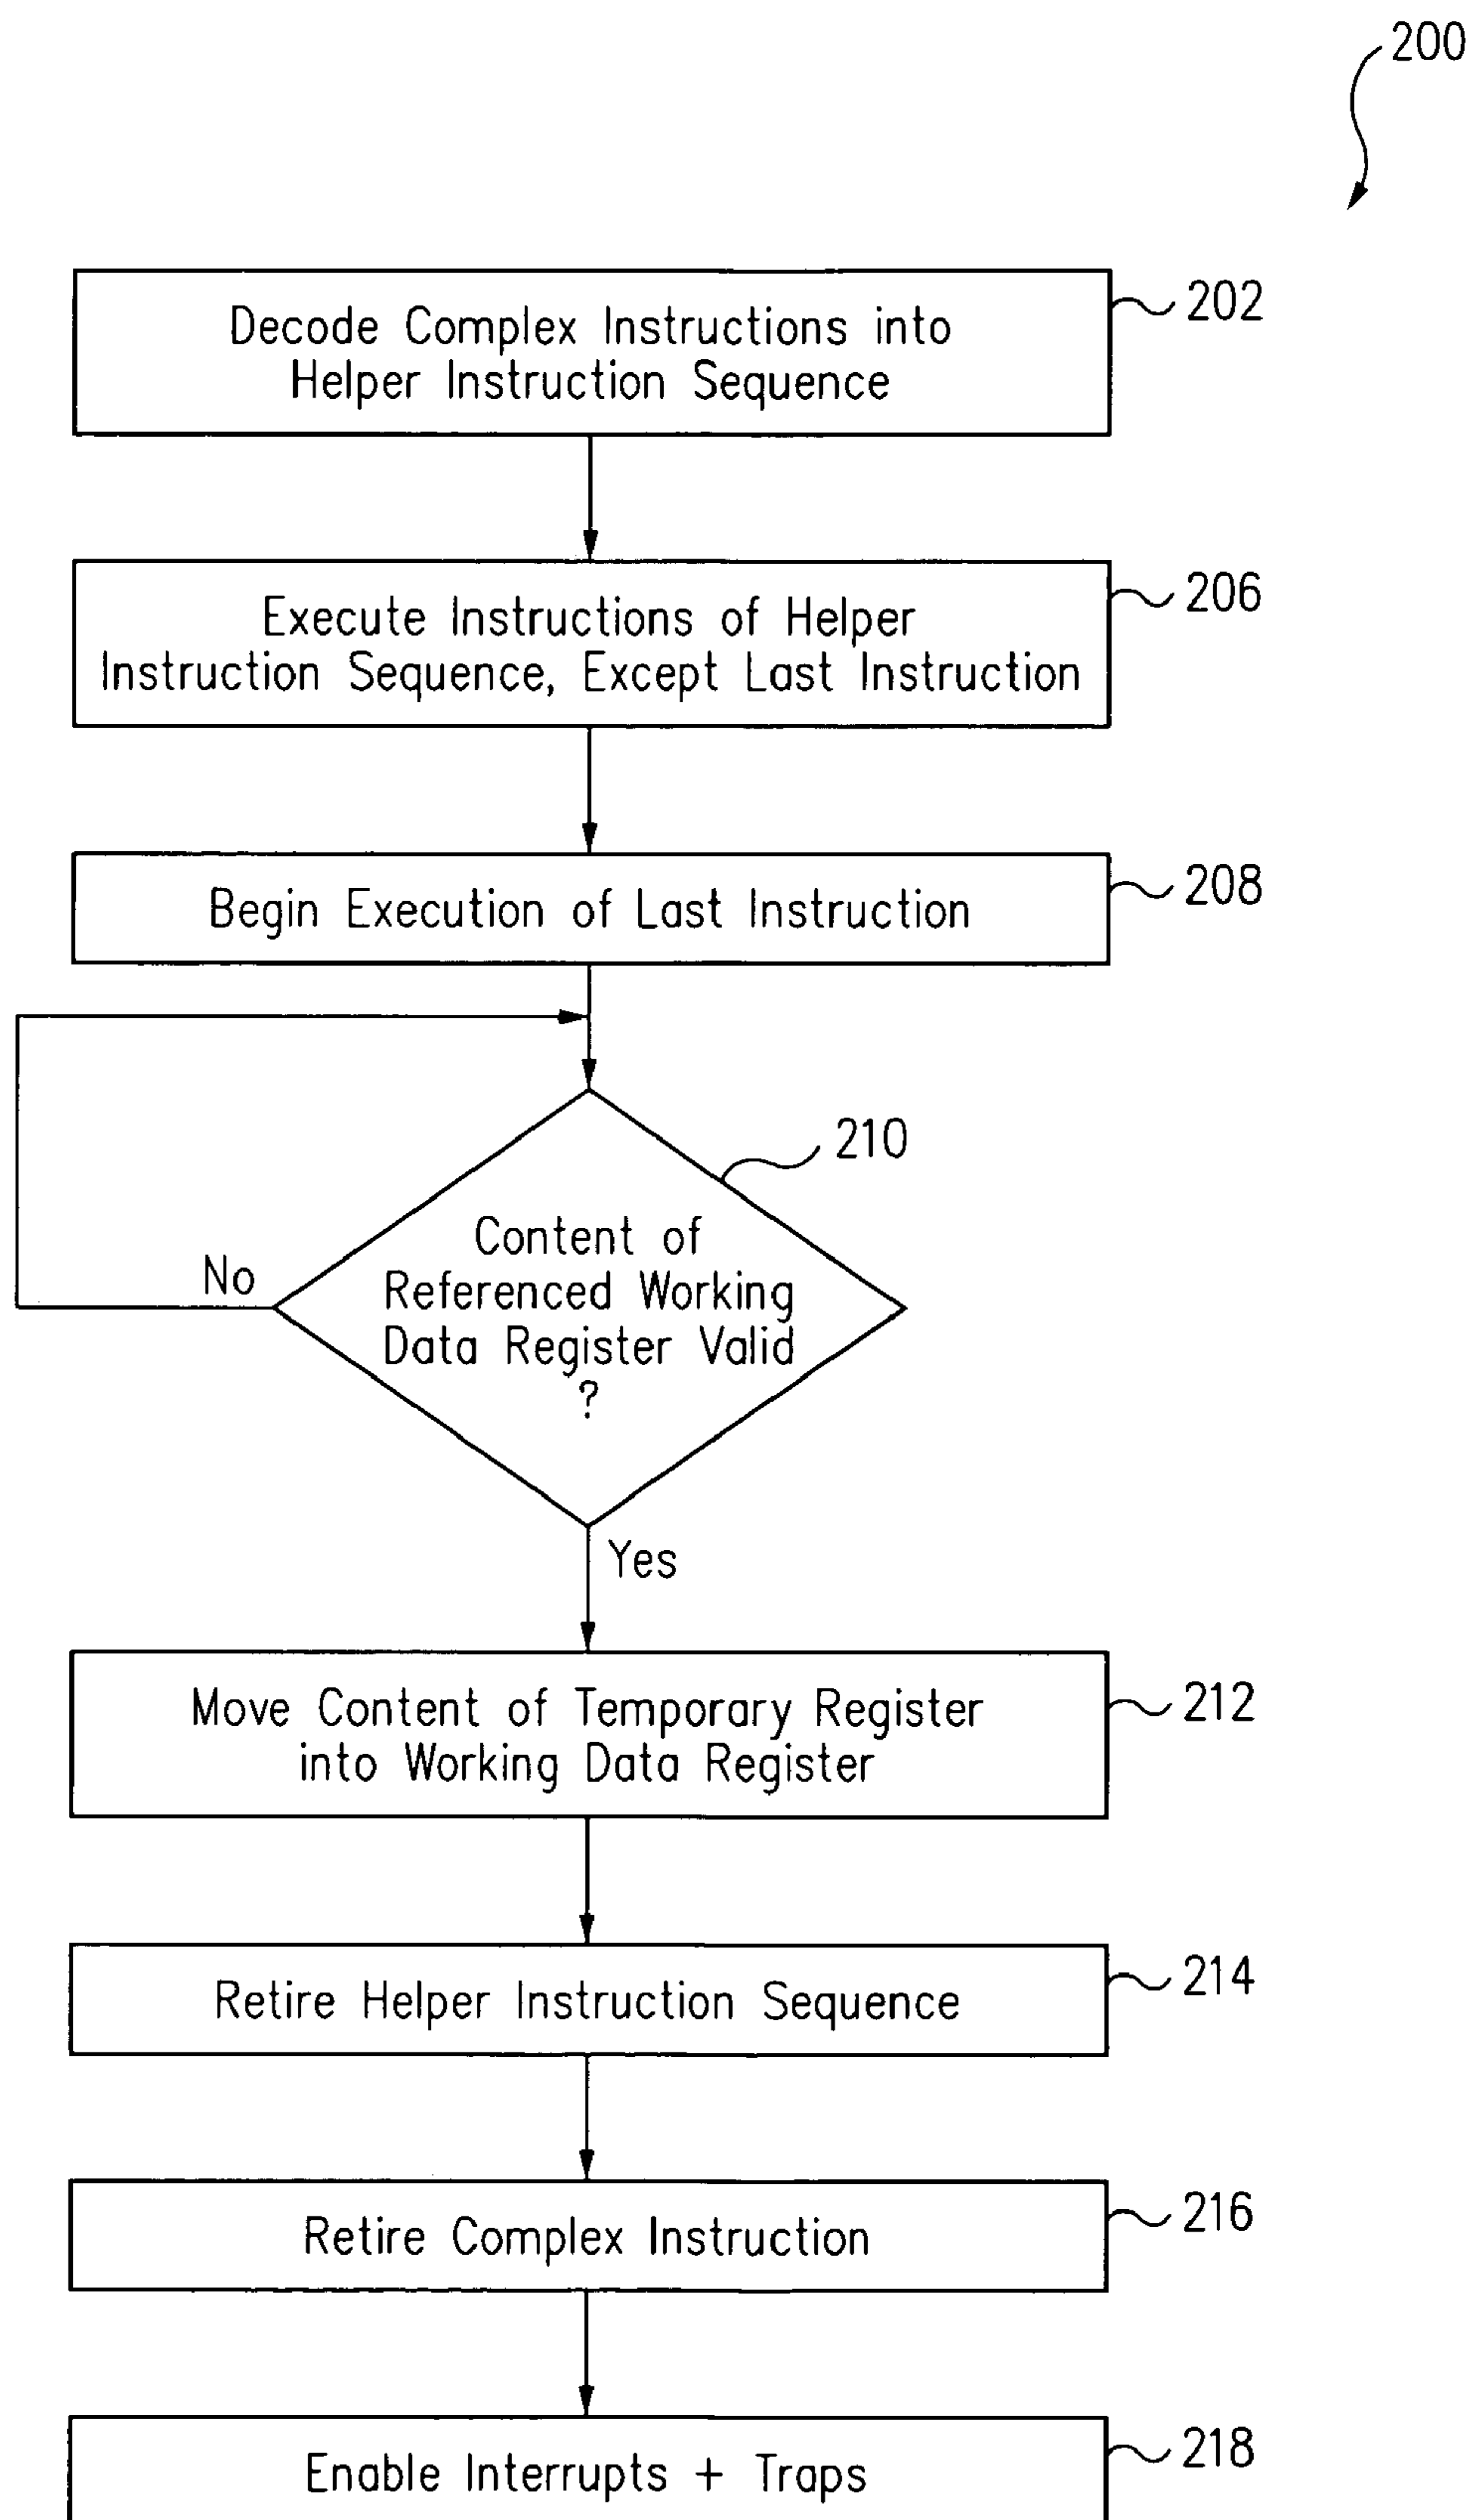 200
Decode Complex Instructions into
Helper Instruction Sequence
202
Execute Instructions of Helper
Instruction Sequence, Except Last Instruction
206
Begin Execution of Last Instruction
208
210
Content of
Referenced Working
Data Register Valid
?
No
Yes
Move Content of Temporary Register
into Working Data Register
212
Retire Helper Instruction Sequence
214
Retire Complex Instruction
216
Enable Interrupts + Traps
218